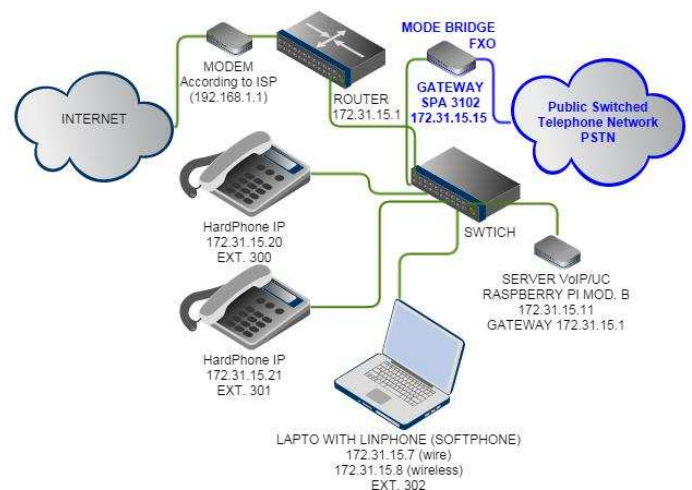 INTERNET
MODEM
According to ISP
(192.168.1.1)
ROUTER
172.31.15.1
MODE BRIDGE
FXO
GATEWAY
SPA 3102
172.31.15.15
Public Switched
Telephone Network
PSTN
HardPhone IP
172.31.15.20
EXT. 300
SWTICH
SERVER VoIP/UC
RASPBERRY PI MOD. B
172.31.15.11
GATEWAY 172.31.15.1
HardPhone IP
172.31.15.21
EXT. 301
LAPTO WITH LINPHONE (SOFTPHONE)
172.31.15.7 (wire)
172.31.15.8 (wireless)
EXT. 302